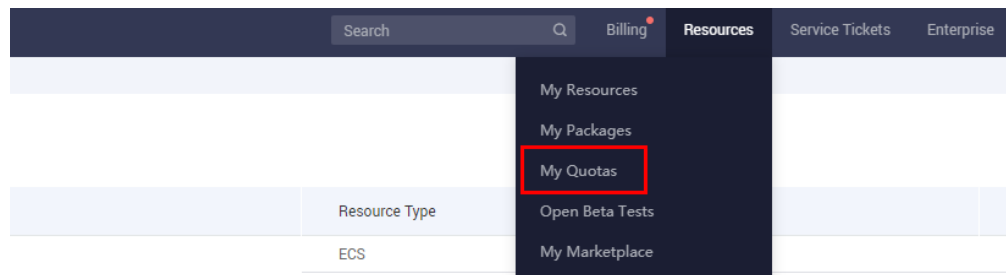 Search Billing Resources Service Tickets Enterprise
My Resources
My Packages
My Quotas
Resource Type Open Beta Tests
ECS My Marketplace